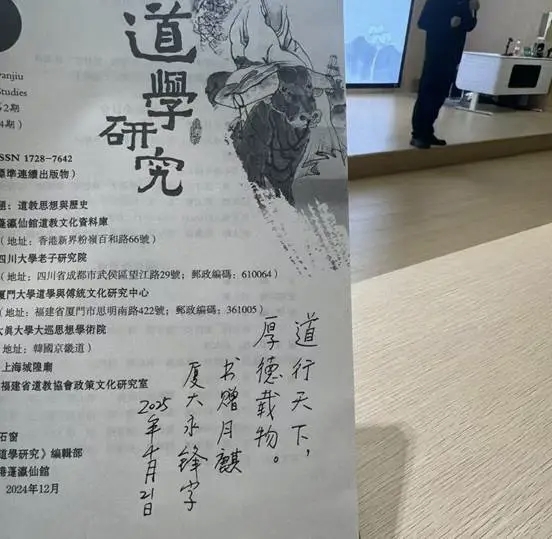 道學研究
anjiu
Studies
2期
4期）
SSN 1728-7642
標準連續出版物）
題：道教思想與歷史
蓬瀛仙館道教文化資料庫
（地址：香港新界粉嶺百和路66號）
四川大學老子研究院
（地址：四川省成都市武侯區望江路29號；郵政編碼：610064）
廈門大學道學與傳統文化研究中心
（地址：福建省廈門市思明南路422號；郵政編碼：361005）
大真大學大巡思想學術院
地址：韓國京畿道）
上海城隍廟
福建省道教協會政策文化研究室
石窗
道學研究》編輯部
港蓬瀛仙館
2024年12月
道行天下，
厚德载物。
书赠月麒
厦大永锋字
2025年十月21日